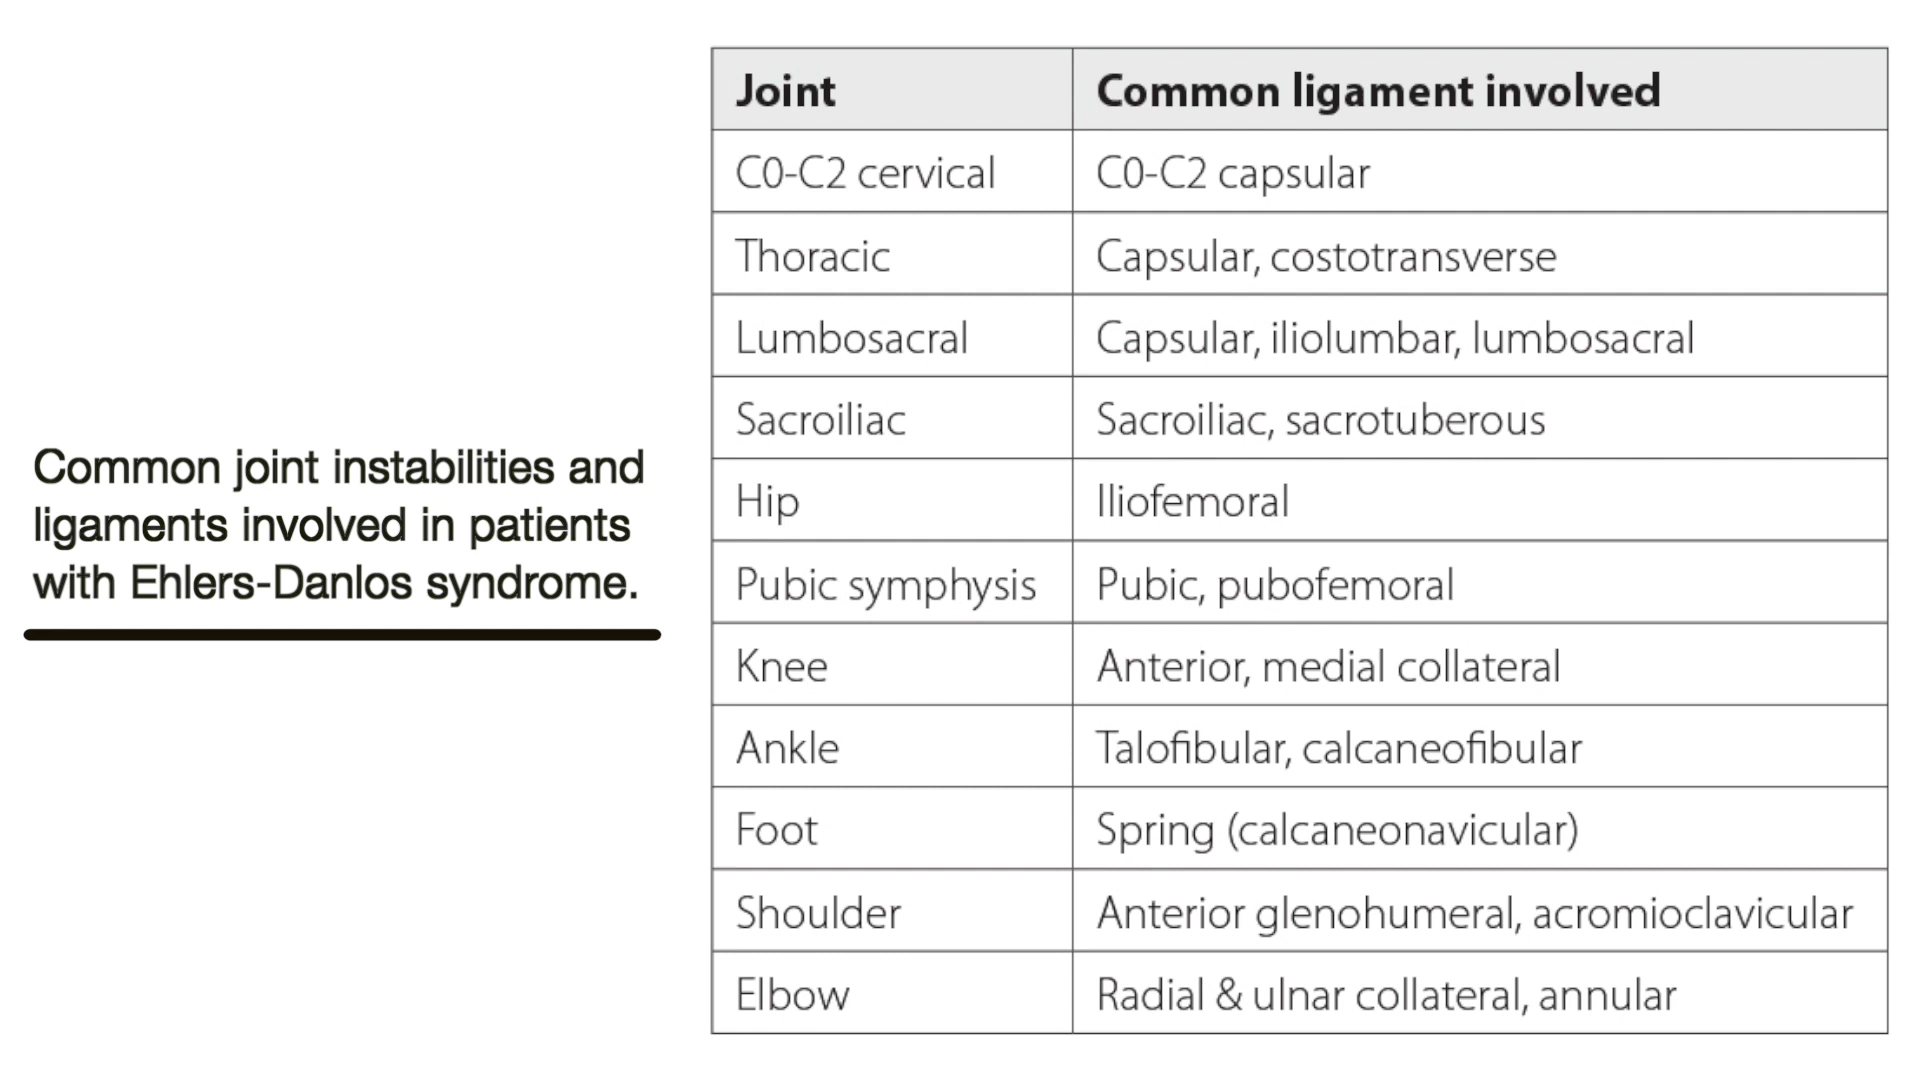 Common joint instabilities and
ligaments involved in patients
with Ehlers-Danlos syndrome.
Joint Common ligament involved
C0-C2 cervical C0-C2 capsular
Thoracic Capsular, costotransverse
Lumbosacral Capsular, iliolumbar, lumbosacral
Sacroiliac Sacroiliac, sacrotuberous
Hip Iliofemoral
Pubic symphysis Pubic, pubofemoral
Knee Anterior, medial collateral
Ankle Talofibular, calcaneofibular
Foot Spring (calcaneonavicular)
Shoulder Anterior glenohumeral, acromioclavicular
Elbow Radial & ulnar collateral, annular